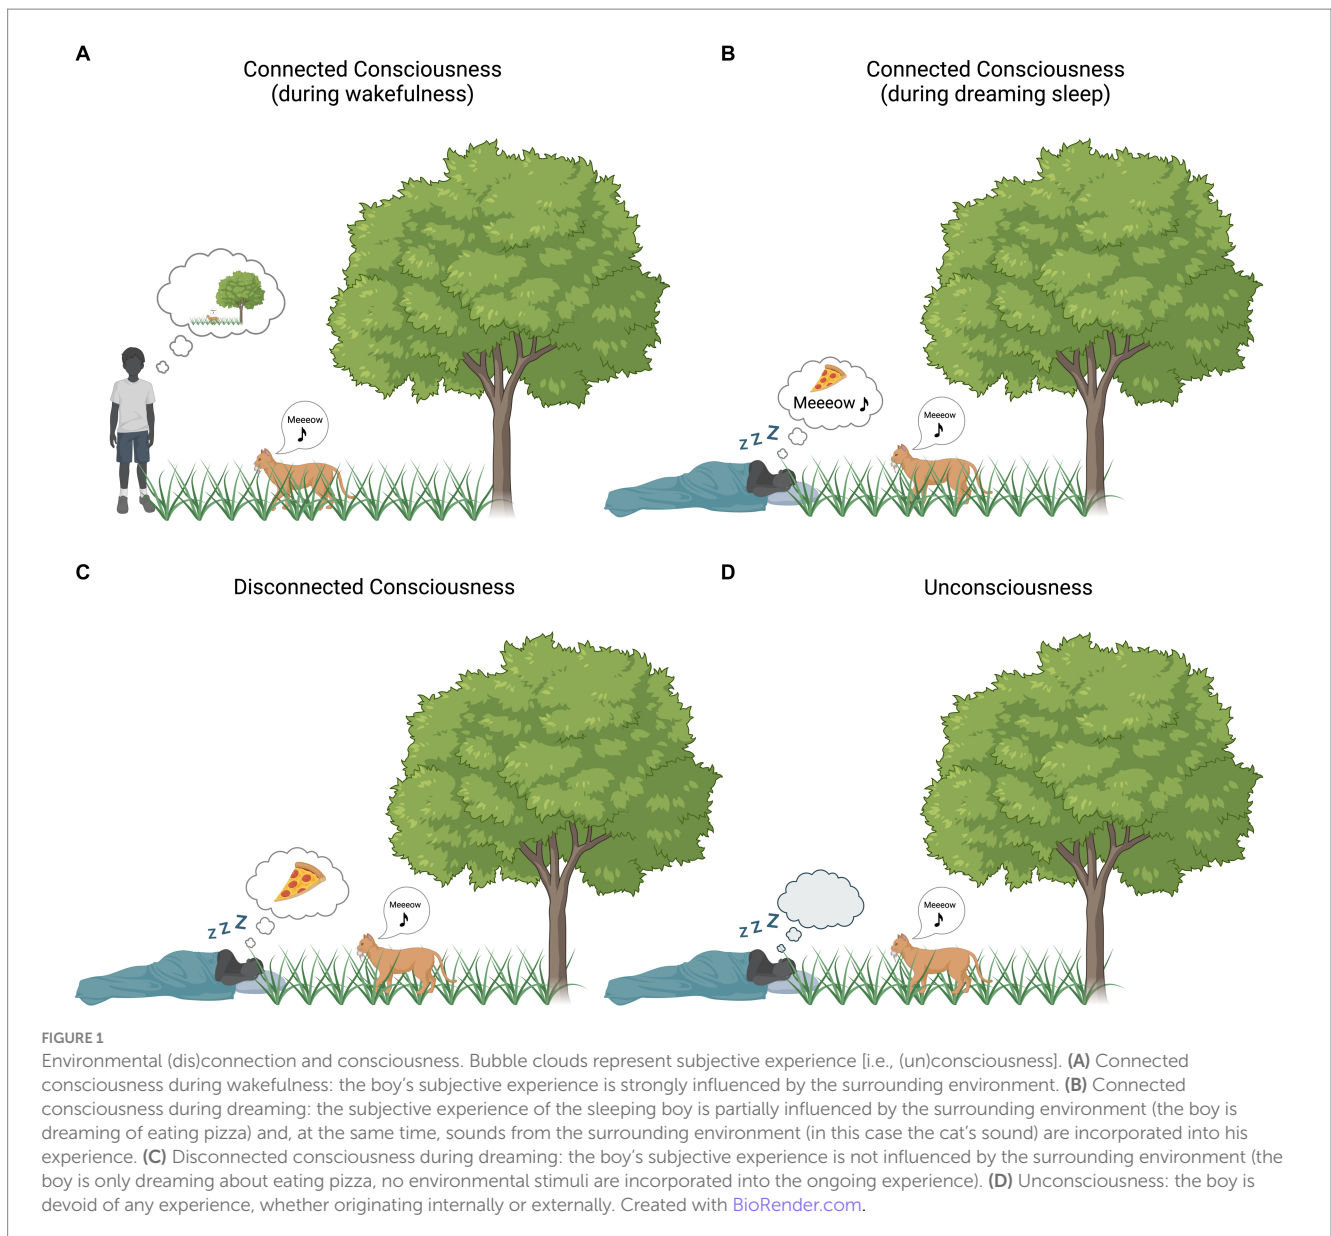 A
Connected Consciousness
(during wakefulness)
Meeeow
B
Connected Consciousness
(during dreaming sleep)
Meeeow
z z z
Meeeow
C
Disconnected Consciousness
z z z
Meeeow
D
Unconsciousness
z z z
Meeeow
FIGURE 1
Environmental (dis)connection and consciousness. Bubble clouds represent subjective experience [i.e., (un)consciousness]. (A) Connected
consciousness during wakefulness: the boy's subjective experience is strongly influenced by the surrounding environment. (B) Connected
consciousness during dreaming: the subjective experience of the sleeping boy is partially influenced by the surrounding environment (the boy is
dreaming of eating pizza) and, at the same time, sounds from the surrounding environment (in this case the cat's sound) are incorporated into his
experience. (C) Disconnected consciousness during dreaming: the boy's subjective experience is not influenced by the surrounding environment (the
boy is only dreaming about eating pizza, no environmental stimuli are incorporated into the ongoing experience). (D) Unconsciousness: the boy is
devoid of any experience, whether originating internally or externally. Created with BioRender.com.